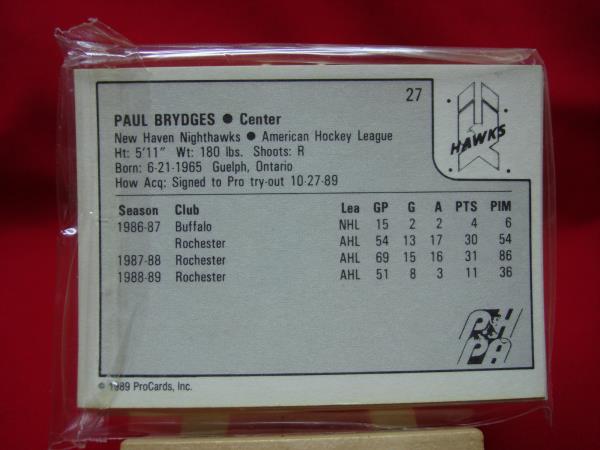 27
PAUL BRYDGES ● Center
New Haven Nighthawks ● American Hockey League
Ht: 5'11" Wt: 180 lbs. Shoots: R
Born: 6-21-1965 Guelph, Ontario
How Acq: Signed to Pro try-out 10-27-89
HAWKS
Season Club Lea GP G A PTS PIM
1986-87 Buffalo NHL 15 2 2 4 6
Rochester AHL 54 13 17 30 54
1987-88 Rochester AHL 69 15 16 31 86
1988-89 Rochester AHL 51 8 3 11 36
PHPA
© 1989 ProCards, Inc.